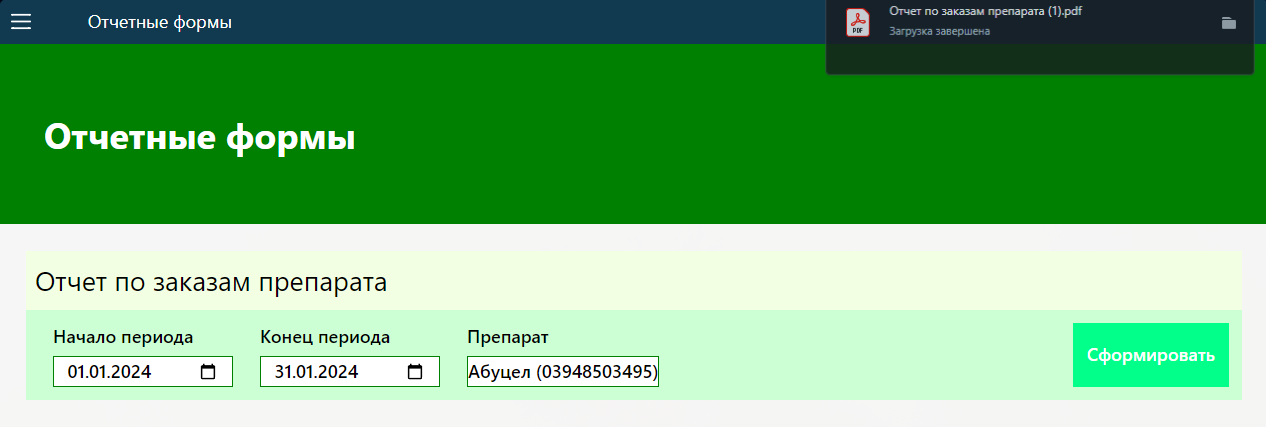 Отчетные формы
Отчет по заказам препарата (1).pdf
PDF
Загрузка завершена
Отчетные формы
Отчет по заказам препарата
Начало периода
Конец периода
Препарат
01.01.2024
31.01.2024
Абуцел (03948503495)
Сформировать